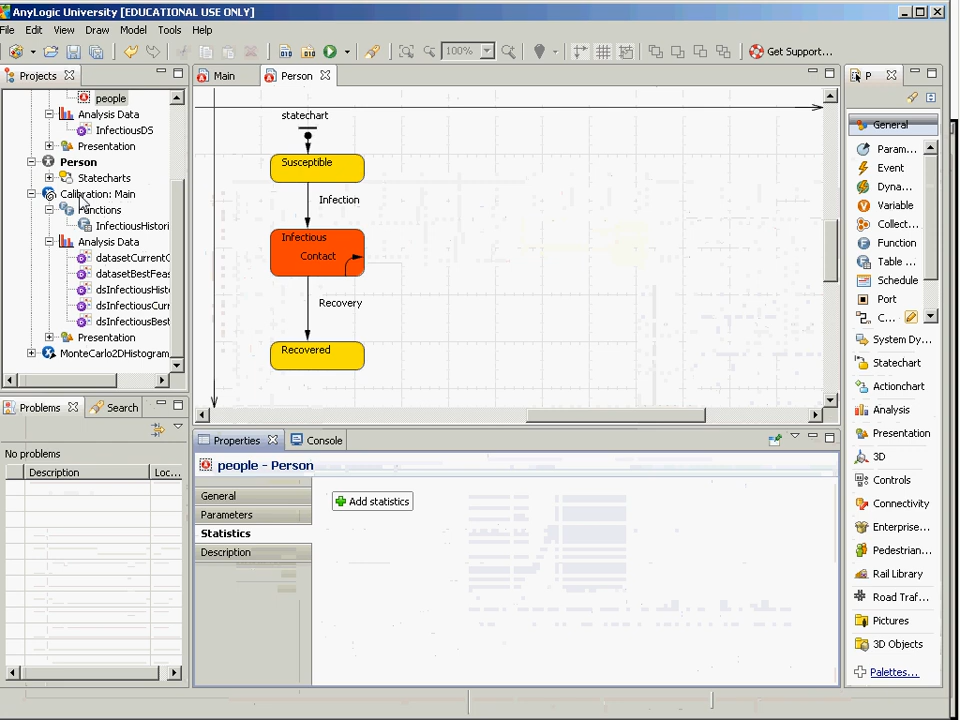 AnyLogic University [EDUCATIONAL USE ONLY]
File Edit View Draw Model Tools Help
100% Get Support...
Projects
people
Analysis Data
InfectiousDS
Presentation
Person
Statecharts
Calibration: Main
Functions
InfectiousHistori
Analysis Data
datasetCurrentC
datasetBestFeas
dsInfectiousHist
dsInfectiousCurr
dsInfectiousBest
Presentation
MonteCarlo2DHistogram
Problems Search
No problems
Description Loc...
Main Person
statechart
Susceptible
Infection
Infectious
Contact
Recovery
Recovered
Properties Console
people - Person
General
Parameters
Statistics
Description
Add statistics
P
General
Param...
Event
Dyna...
Variable
Collect...
Function
Table ...
Schedule
Port
C...
System Dy...
Statechart
Actionchart
Analysis
Presentation
3D
Controls
Connectivity
Enterprise...
Pedestrian...
Rail Library
Road Traf...
Pictures
3D Objects
Palettes...